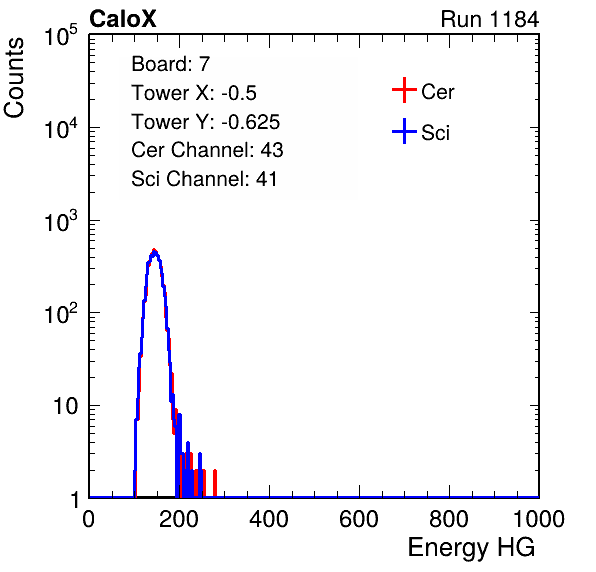 CaloX Run 1184
Counts
Board: 7
Tower X: -0.5
Tower Y: -0.625
Cer Channel: 43
Sci Channel: 41
Cer
Sci
10^5
10^4
10^3
10^2
10
1
0 200 400 600 800 1000
Energy HG